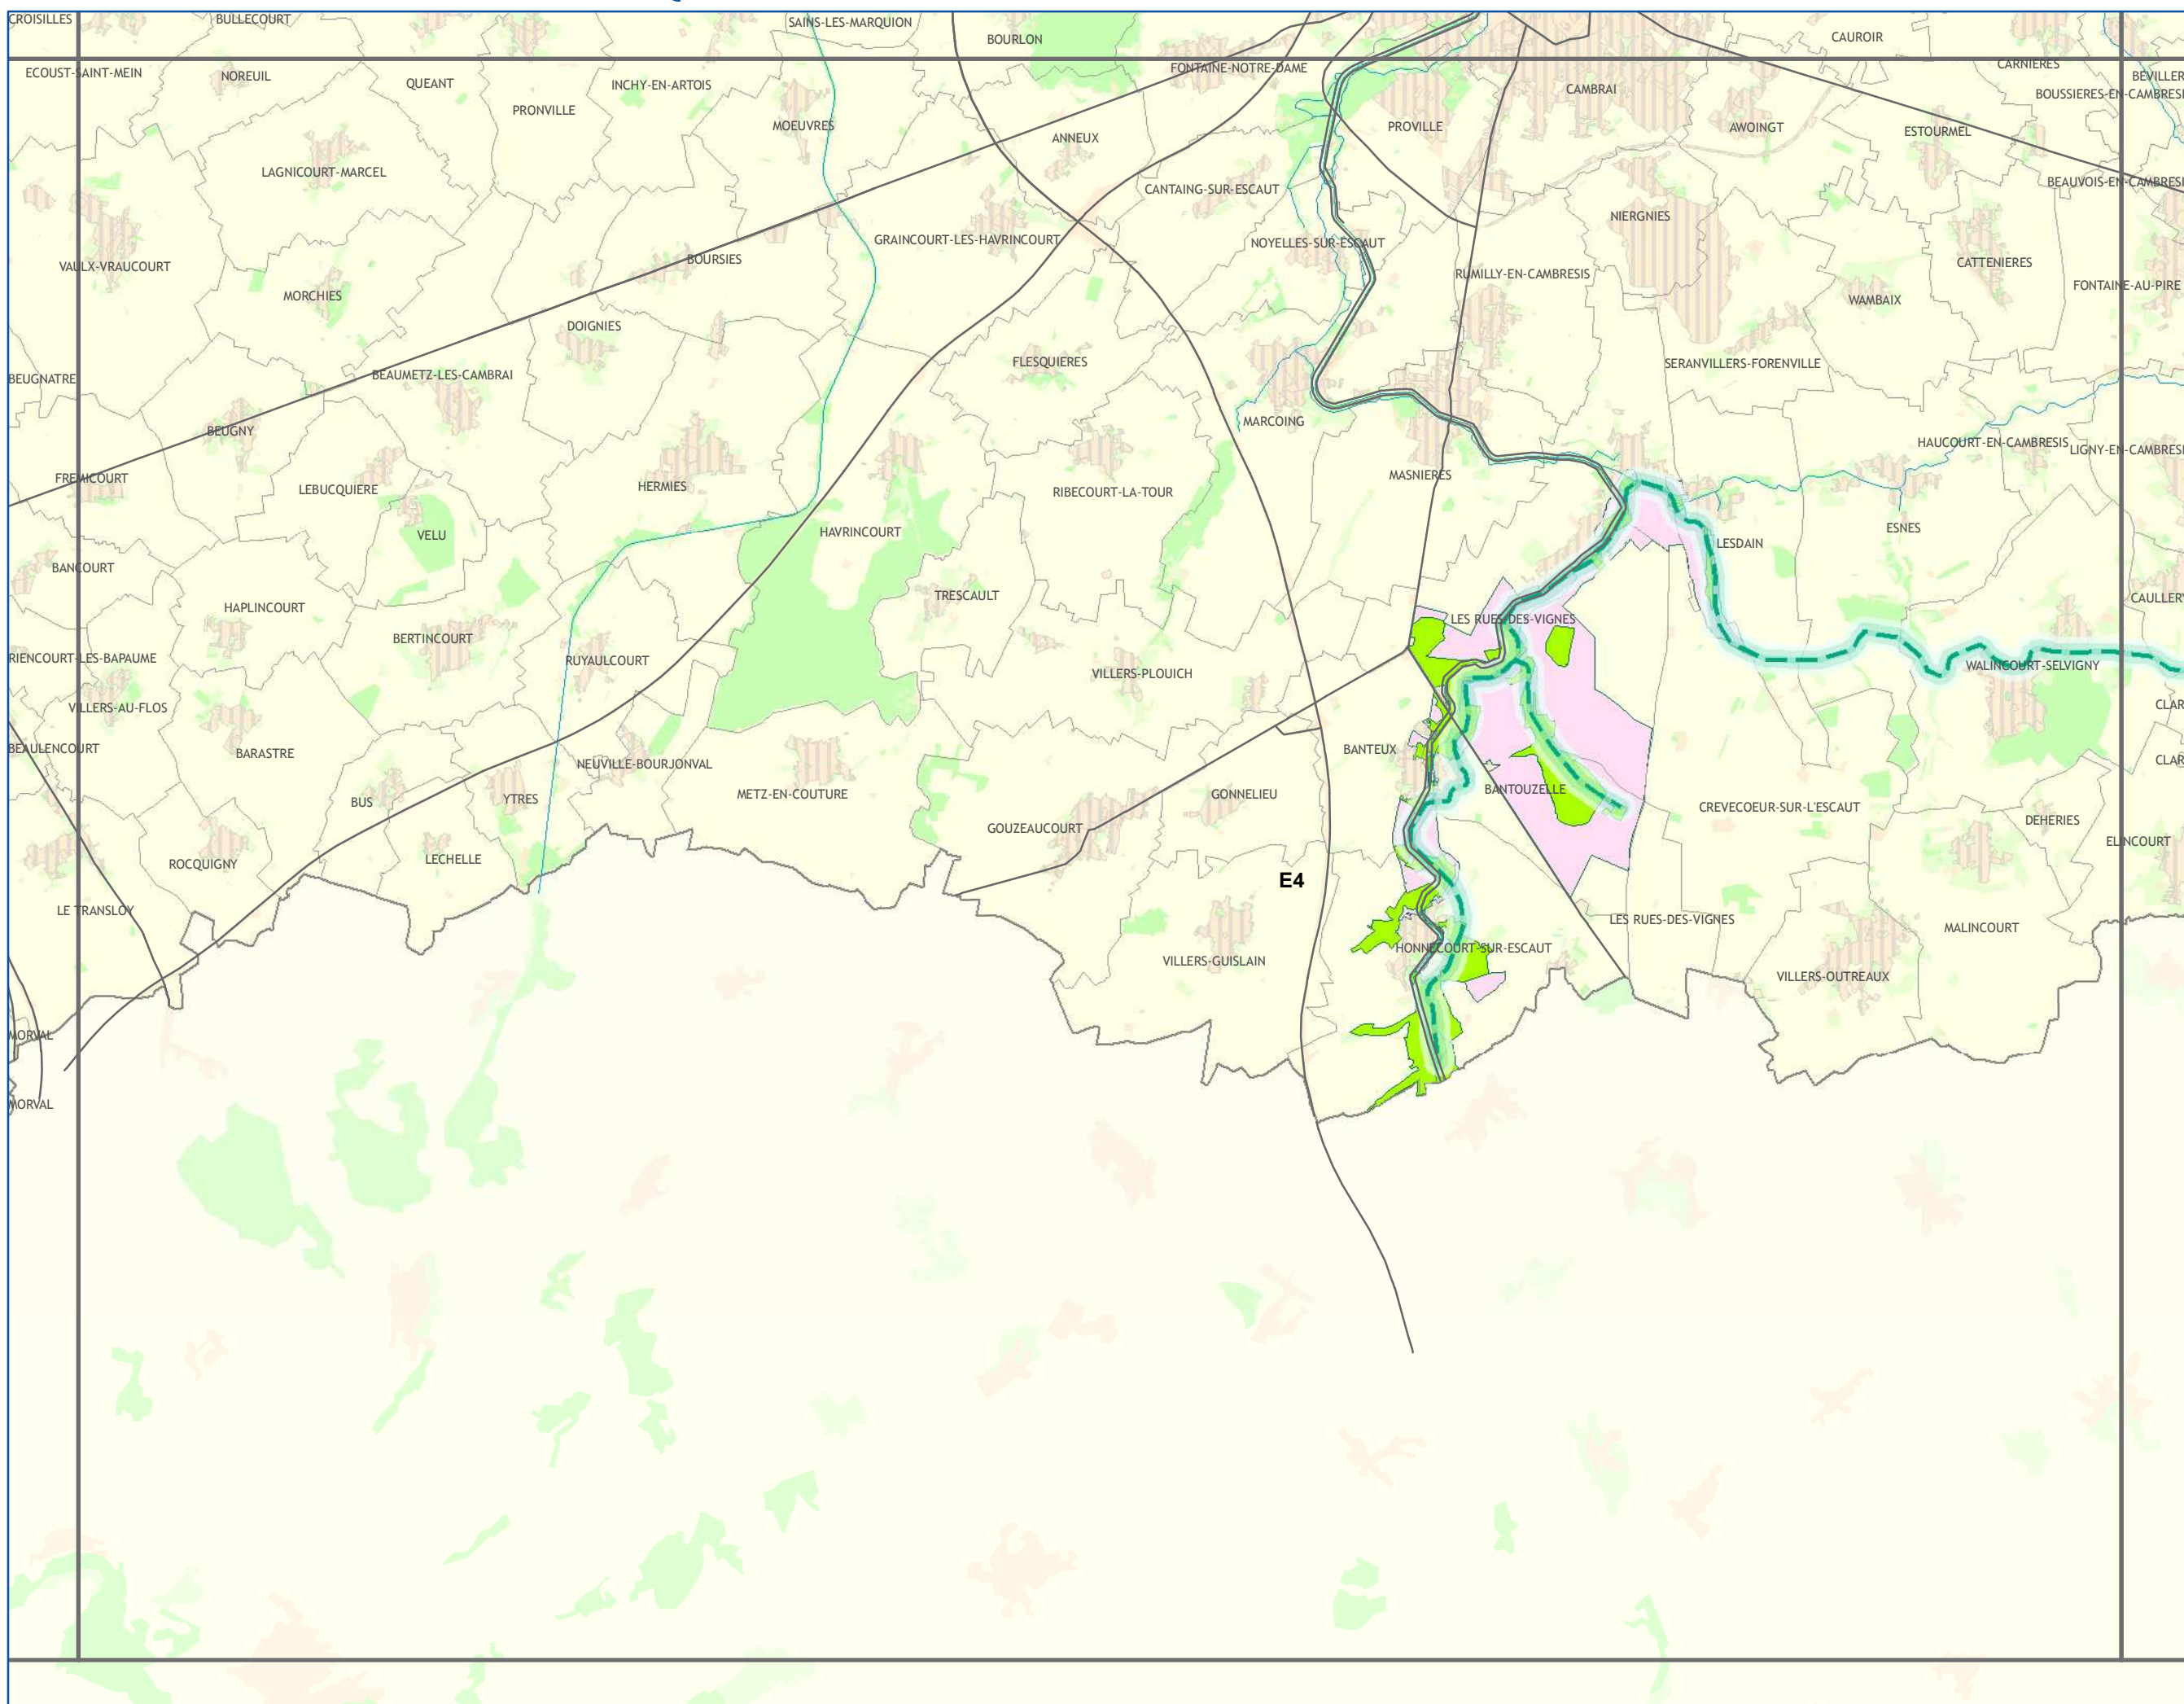 CROISILLES
BULLECOURT
SAINS-LES-MARQUION
BOURLON
CAUROIR
ECOUST-SAINT-MEIN
NOREUIL
QUEANT
INCHY-EN-ARTOIS
FONTAINE-NOTRE-DAME
CARNIERES
BEVILLER
PRONVILLE
MOEUVRES
CAMBRAI
BOUSSIERES-EN-CAMBRESI
ANNEUX
PROVILLE
AWOINGT
ESTOURMEL
LAGNICOURT-MARCEL
CANTAING-SUR-ESCAUT
BEAUVOIS-EN-CAMBRESI
NIERGNIES
GRAINCOURT-LES-HAVRINCOURT
NOYELLES-SUR-ESCAUT
VAULX-VRAUCOURT
BOURSIES
RUMILLY-EN-CAMBRESIS
CATTENIERES
MORCHIES
FONTAINE-AU-PIRE
WAMBAIX
DOIGNIES
FLESQUIERES
SERANVILLERS-FORENVILLE
BEUGNATRE
BEAUMETZ-LES-CAMBRAI
BEUGNY
MARCOING
HAUCOURT-EN-CAMBRESIS
LIGNY-EN-CAMBRESI
FREMICOURT
LEBUCQUIERE
HERMIES
RIBECOURT-LA-TOUR
MASNIERES
VELU
HAVRINCOURT
ESNES
LESDAIN
BANCOURT
HAPLINCOURT
TRESCAULT
CAULLERY
BERTINCOURT
LES RUES-DES-VIGNES
RIENCOURT-LES-BAPAUME
RUYAULCOURT
VILLERS-PLOUICH
WALINCOURT-SELVIGNY
VILLERS-AU-FLOS
CLAR
BEAULENCOURT
BARASTRE
NEUVILLE-BOURJONVAL
BANTEUX
CLAR
BUS
YTRES
METZ-EN-COUTURE
GONNELIEU
BANTOUZELLE
CREVECOEUR-SUR-L'ESCAUT
GOUZEAUCOURT
DEHERIES
ELINCOURT
ROCQUIGNY
LECHELLE
E4
LE TRANSLOY
LES RUES-DES-VIGNES
MALINCOURT
HONNECOURT-SUR-ESCAUT
VILLERS-GUISLAIN
VILLERS-OUTREAUX
MORVAL
MORVAL